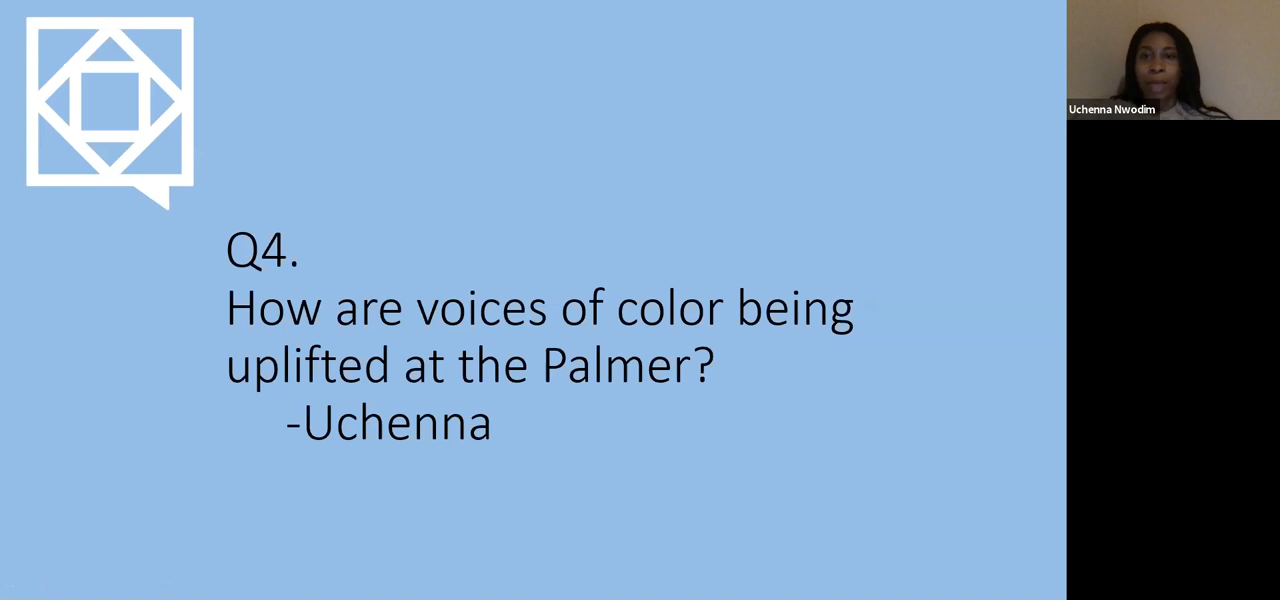 Q4.
How are voices of color being
uplifted at the Palmer?
-Uchenna
Uchenna Nwodim